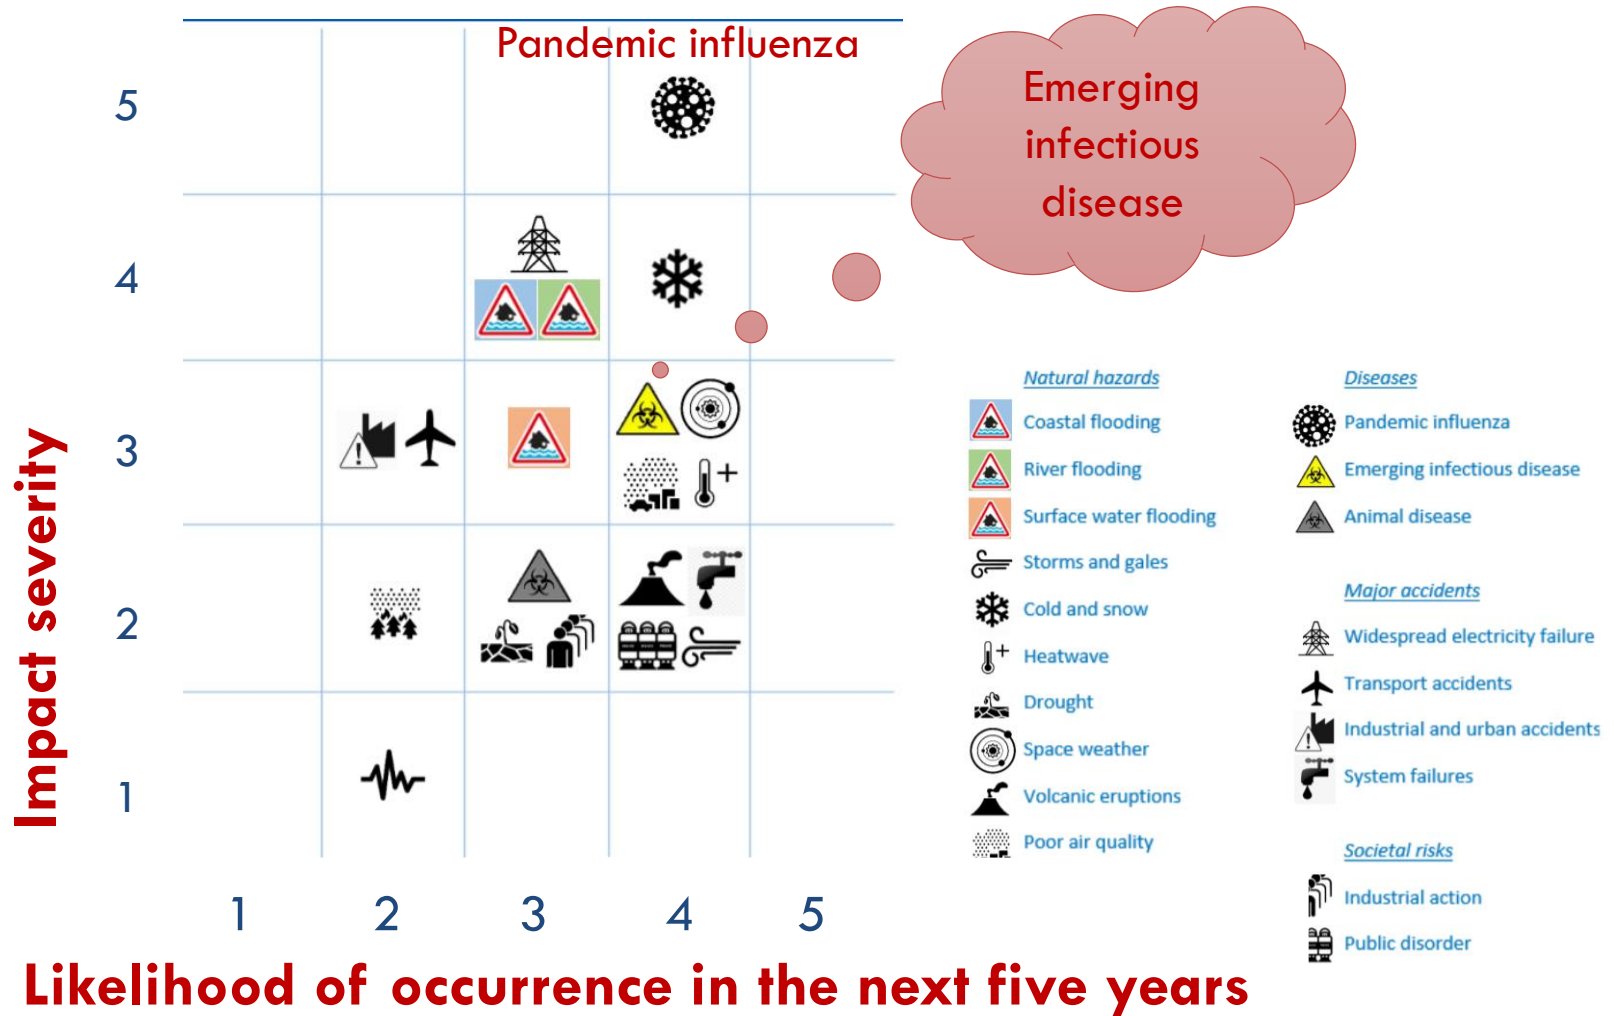 Pandemic influenza
Emerging
infectious
disease
5
4
3
2
1
Impact severity
1 2 3 4 5
Likelihood of occurrence in the next five years
Natural hazards
Coastal flooding
River flooding
Surface water flooding
Storms and gales
Cold and snow
Heatwave
Drought
Space weather
Volcanic eruptions
Poor air quality
Diseases
Pandemic influenza
Emerging infectious disease
Animal disease
Major accidents
Widespread electricity failure
Transport accidents
Industrial and urban accidents
System failures
Societal risks
Industrial action
Public disorder